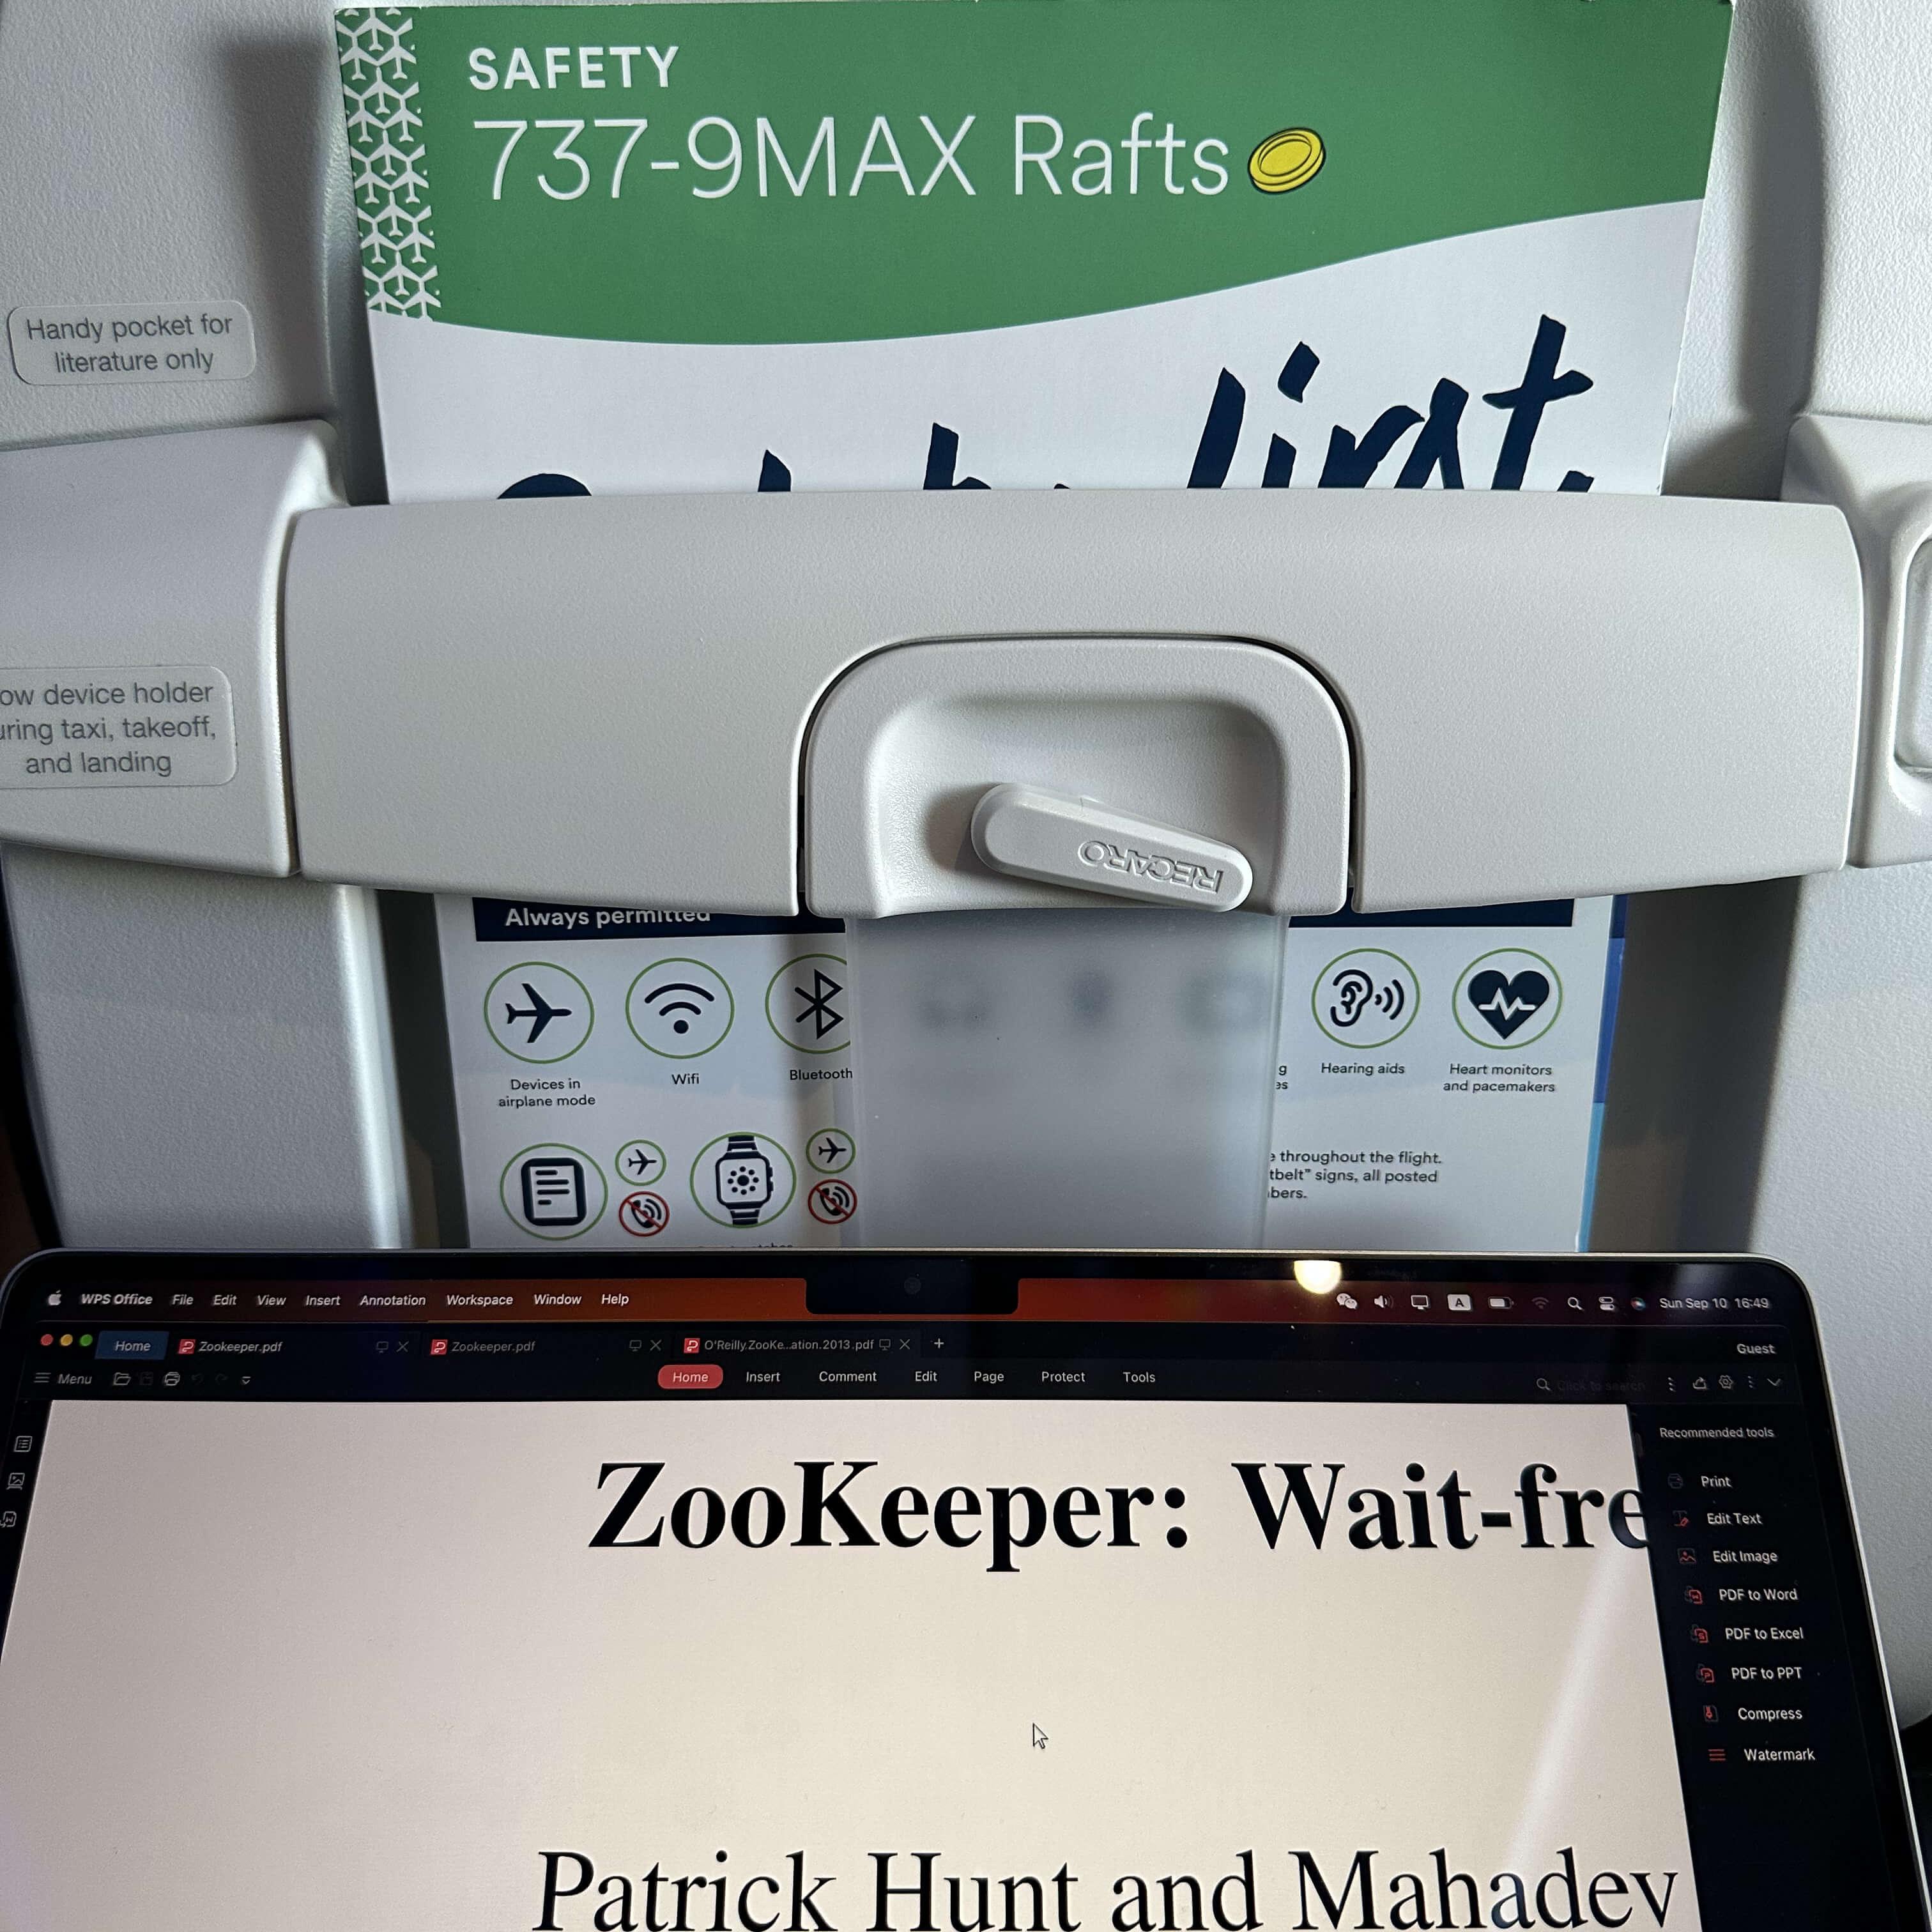 SAFETY
737-9MAX Rafts
first.
Handy pocket for
literature only
device holder
taxi, takeoff,
and landing
RECARO
Always permitted
Devices in
airplane mode
Wifi
Bluetooth
Hearing aids
Heart monitors
and pacemakers
throughout the flight.
signs, all posted
WPS Office File Edit View Insert Annotation Workspace Window Help
A
Sun Sep 10 16:49
Home
Zookeeper.pdf
Zookeeper.pdf
O'Reilly.ZooKe...ation.2013.pdf
+
Guest
Menu
Home Insert Comment Edit Page Protect Tools
Click to search
Recommended tools
Print
Edit Text
Edit Image
PDF to Word
PDF to Excel
PDF to PPT
Compress
Watermark
ZooKeeper: Wait-fre
Patrick Hunt and Mahadev